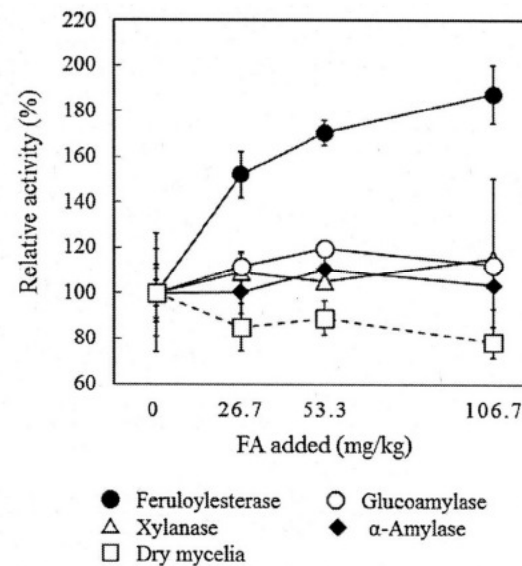 220
200
180
160
140
120
100
80
60
Relative activity (%)
0 26.7 53.3 106.7
FA added (mg/kg)
Feruloylesterase Glucoamylase
Xylanase α-Amylase
Dry mycelia